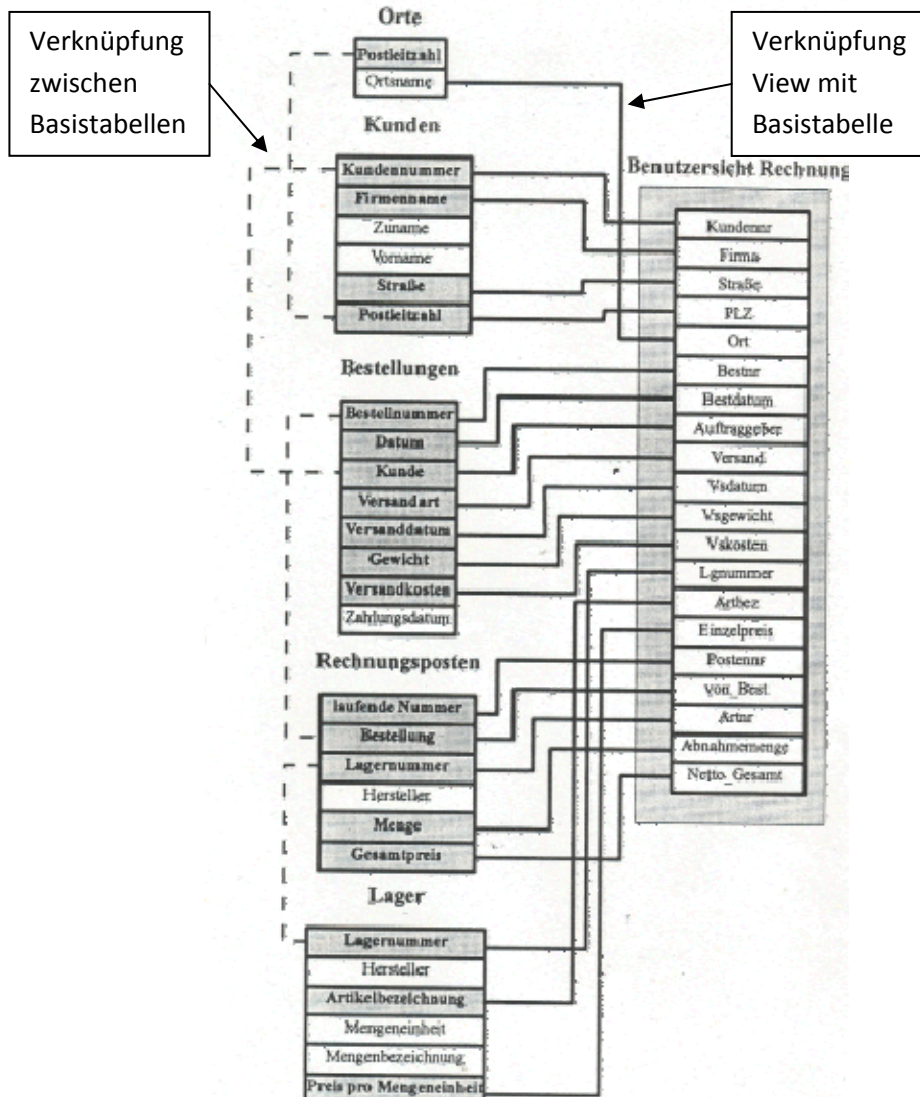 Verknüpfung
zwischen
Basistabellen
Verknüpfung
View mit
Basistabelle
Orte
Postleitzahl
Ortsname
Kunden
Kundennummer
Firmenname
Zuname
Vorname
Straße
Postleitzahl
Bestellungen
Bestellnummer
Datum
Kunde
Versandart
Versanddatum
Gewicht
Versandkosten
Zahlungsdatum
Rechnungsposten
laufende Nummer
Bestellung
Lagernummer
Hersteller
Menge
Gesamtpreis
Lager
Lagernummer
Hersteller
Artikelbezeichnung
Mengeneinheit
Mengenbezeichnung
Preis pro Mengeneinheit
Benutzersicht Rechnung
Kundennr
Firma
Straße
PLZ
Ort
Bestnr
Bestdatum
Auftraggeber
Versand
Vsdatum
Vsgewicht
Vskosten
Lgnummer
Artbez
Einzelpreis
Postennr
Von_Best
Artnr
Abnahmemenge
Netto_Gesamt